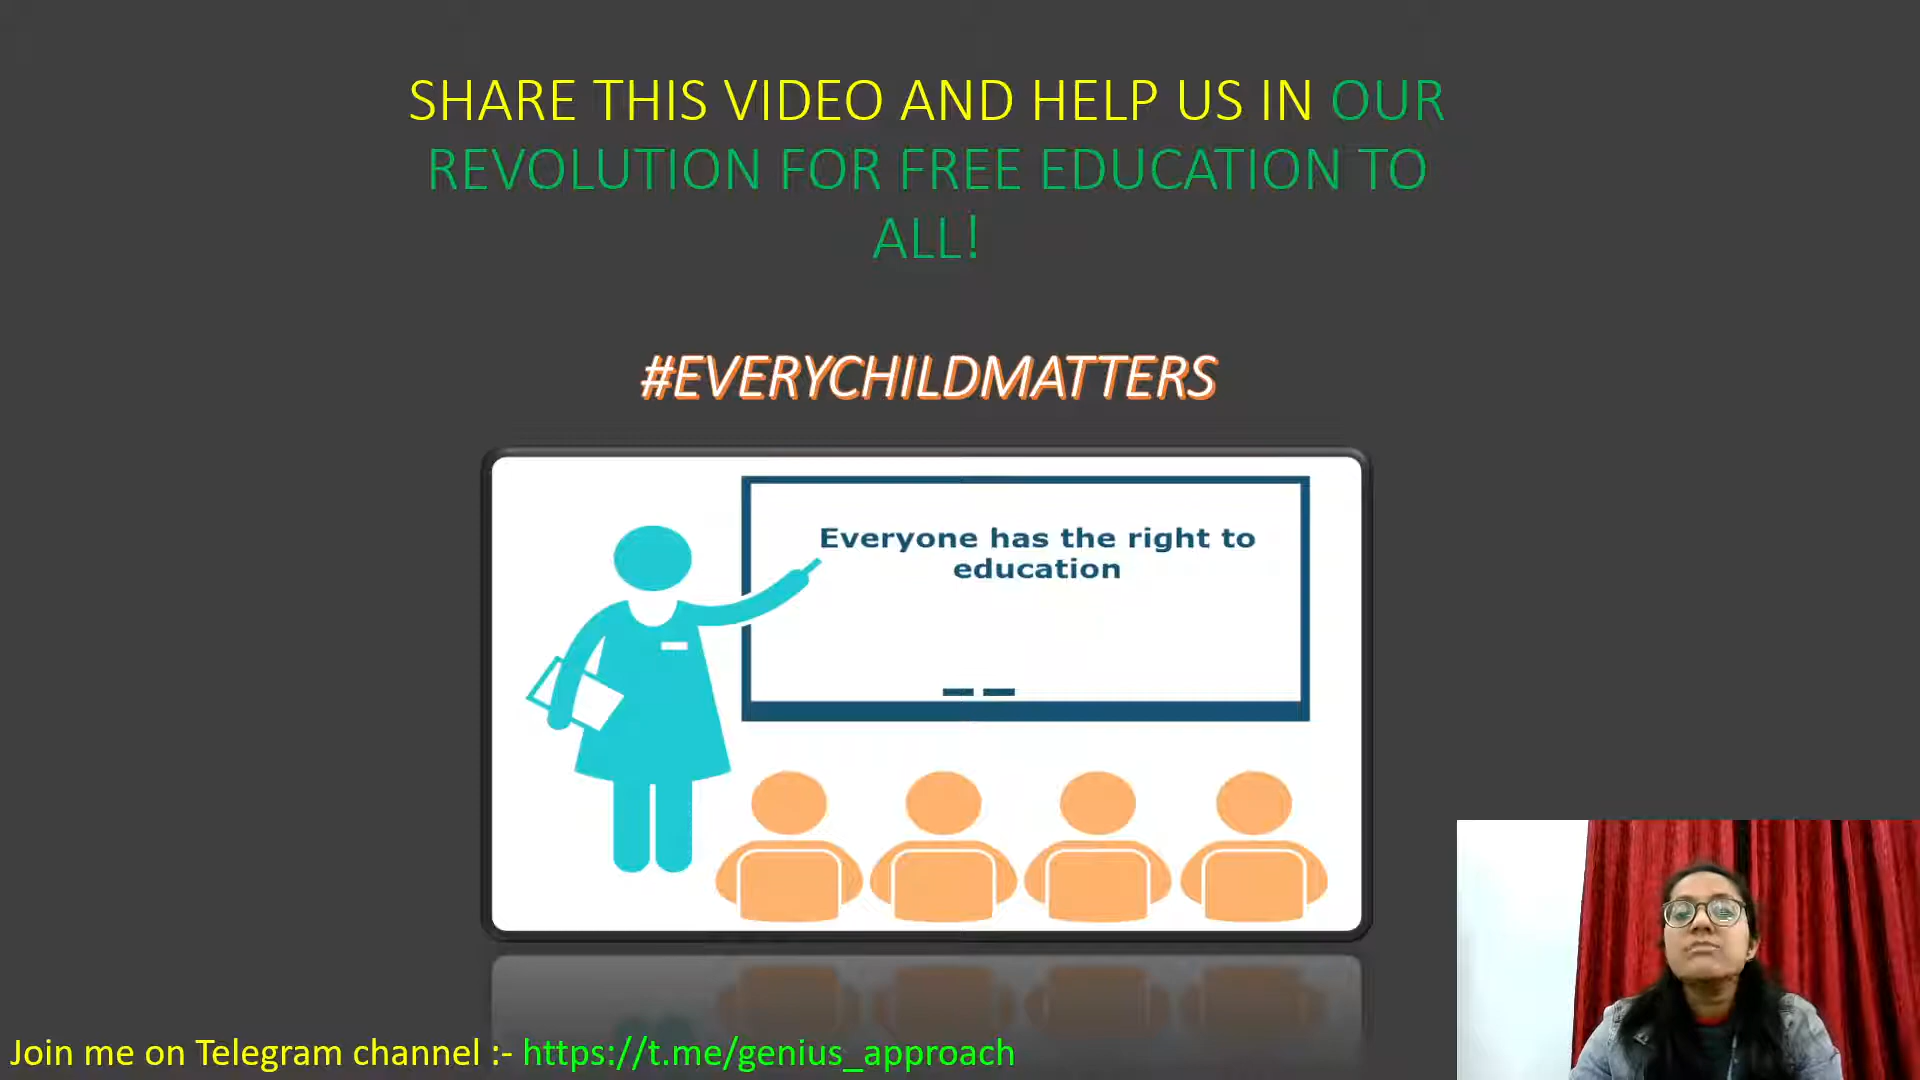 SHARE THIS VIDEO AND HELP US IN OUR
REVOLUTION FOR FREE EDUCATION TO
ALL!
#EVERYCHILDMATTERS
Everyone has the right to
education
Join me on Telegram channel :- https://t.me/genius_approach